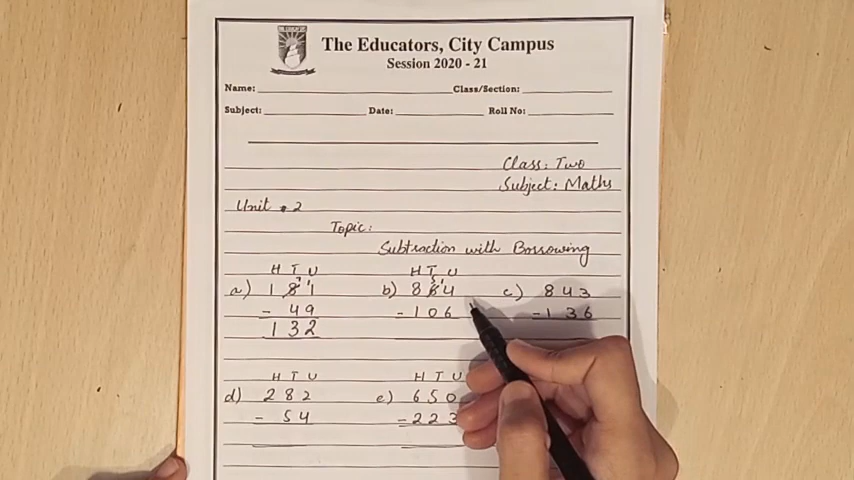 The Educators, City Campus
Session 2020 - 21
Name: Class/Section:
Subject: Date: Roll No:
Class: Two
Subject: Maths
Unit # 2
Topic:
Subtraction with Borrowing
H T U H T U
a) 1 8 1 b) 8 6 4 c) 8 4 3
- 4 9 - 1 0 6 - 1 3 6
1 3 2
H T U H T U
d) 2 8 2 e) 6 5 0
- 5 4 - 2 2 3